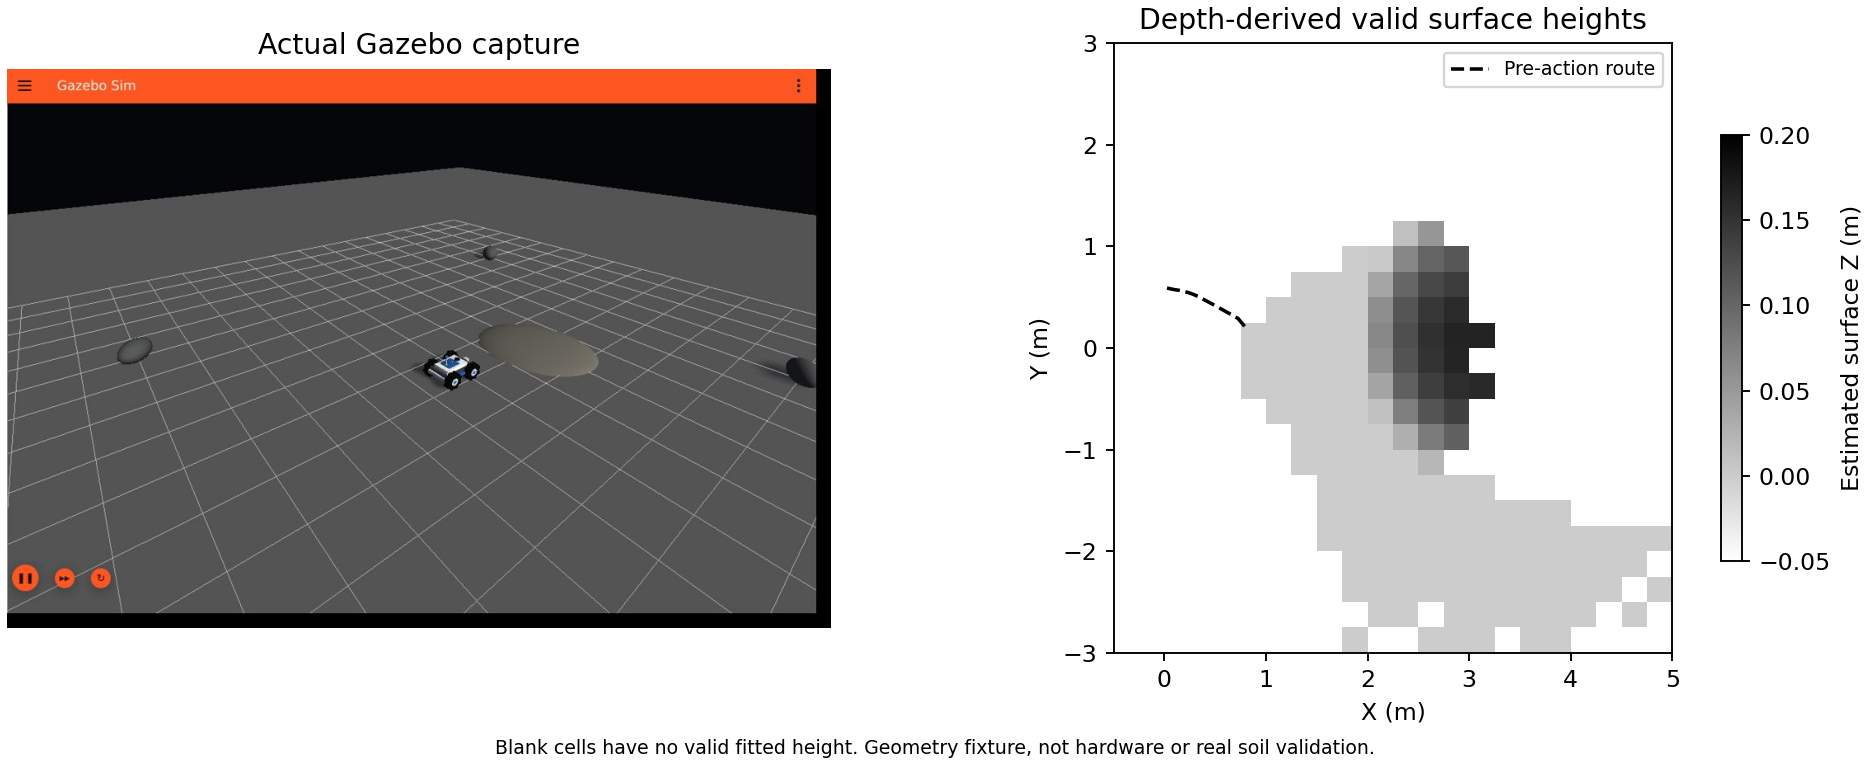 Actual Gazebo capture
Gazebo Sim
Depth-derived valid surface heights
Pre-action route
3
2
1
0
−1
−2
−3
Y (m)
0 1 2 3 4 5
X (m)
0.20
0.15
0.10
0.05
0.00
−0.05
Estimated surface Z (m)
Blank cells have no valid fitted height. Geometry fixture, not hardware or real soil validation.